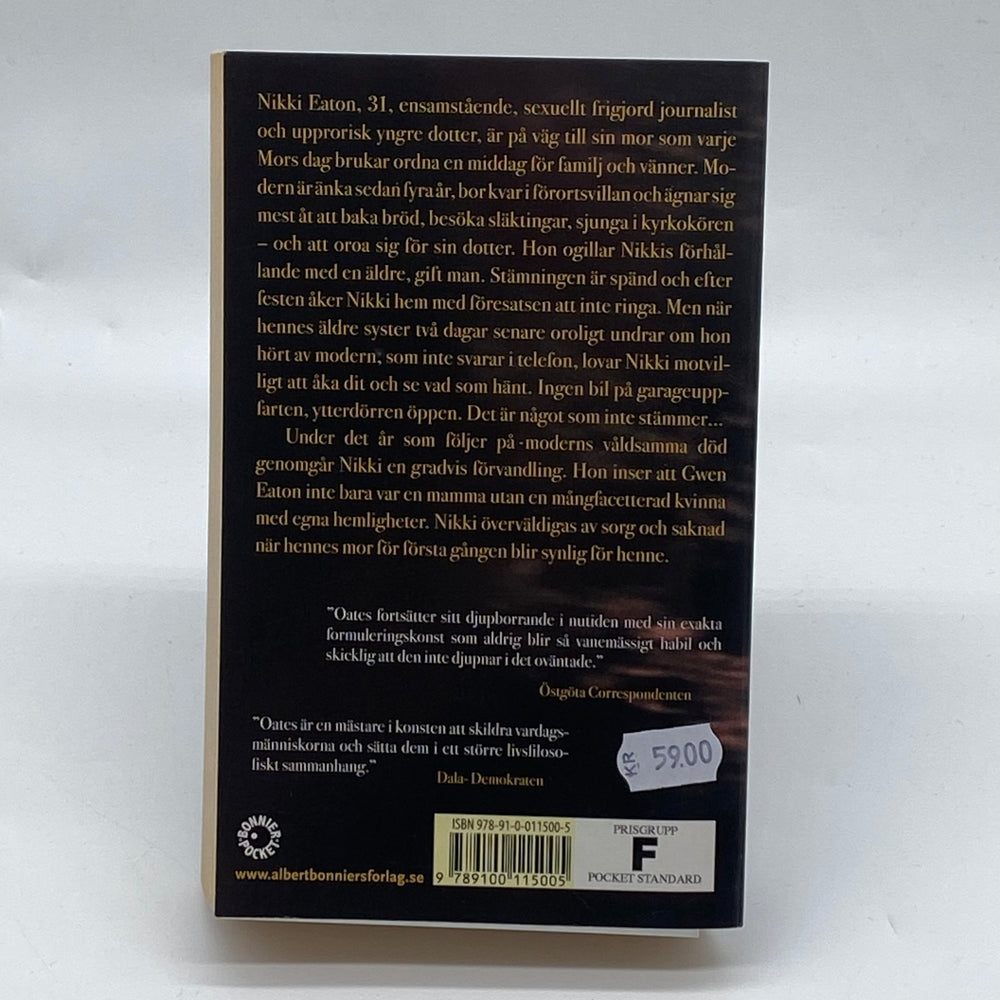 Nikki Eaton, 31, ensamstående, sexuellt frigjord journalist
och upprorisk yngre dotter, är på väg till sin mor som varje
Mors dag brukar ordna en middag för familj och vänner. Mo-
dern är änka sedan fyra år, bor kvar i förortsvillan och ägnar sig
mest åt att baka bröd, besöka släktingar, sjunga i kyrkokören
– och att oroa sig för sin dotter. Hon ogillar Nikkis förhål-
lande med en äldre, gift man. Stämningen är spänd och efter
festen åker Nikki hem med föresatsen att inte ringa. Men när
hennes äldre syster två dagar senare oroligt undrar om hon
hört av modern, som inte svarar i telefon, lovar Nikki motvil-
ligt att åka dit och se vad som hänt. Ingen bil på garageupp-
farten, ytterdörren öppen. Det är något som inte stämmer...
Under det år som följer på moderns våldsamma död
genomgår Nikki en gradvis förvandling. Hon inser att Gwen
Eaton inte bara var en mamma utan en mångfacetterad kvinna
med egna hemligheter. Nikki överväldigas av sorg och saknad
när hennes mor för första gången blir synlig för henne.
"Oates fortsätter sitt djupborrande i nutiden med sin exakta
formuleringskonst som aldrig blir så vanemässigt habil och
skicklig att den inte djupnar i det oväntade."
Östgöta Correspondenten
"Oates är en mästare i konsten att skildra vardags-
människorna och sätta dem i ett större livsfiloso-
fiskt sammanhang."
Dala-Demokraten
KR 59.00
BONNIER POCKET
www.albertbonniersforlag.se
ISBN 978-91-0-011500-5
9 789100 115005
PRISGRUPP
F
POCKET STANDARD